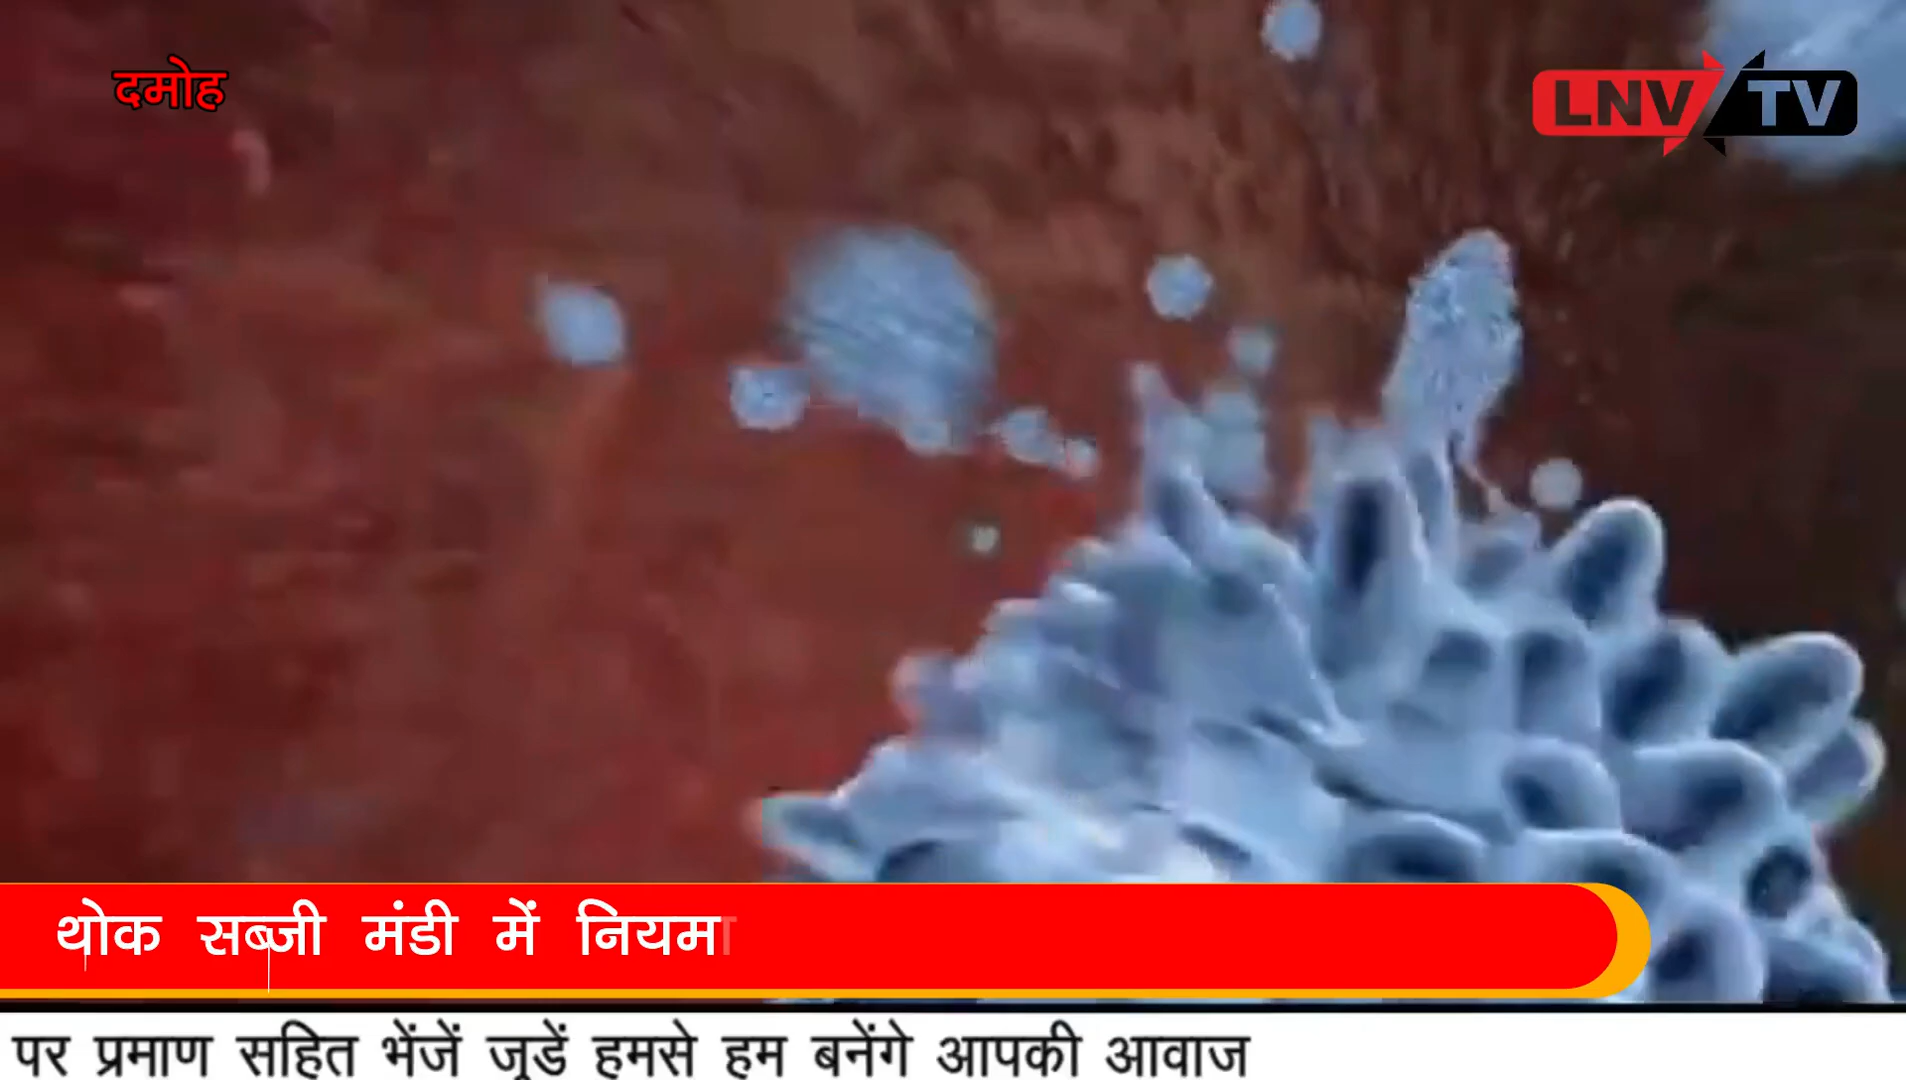 दमोह
LNV TV
थोक सब्जी मंडी में नियमा
पर प्रमाण सहित भेंजें जुडें हमसे हम बनेंगे आपकी आवाज